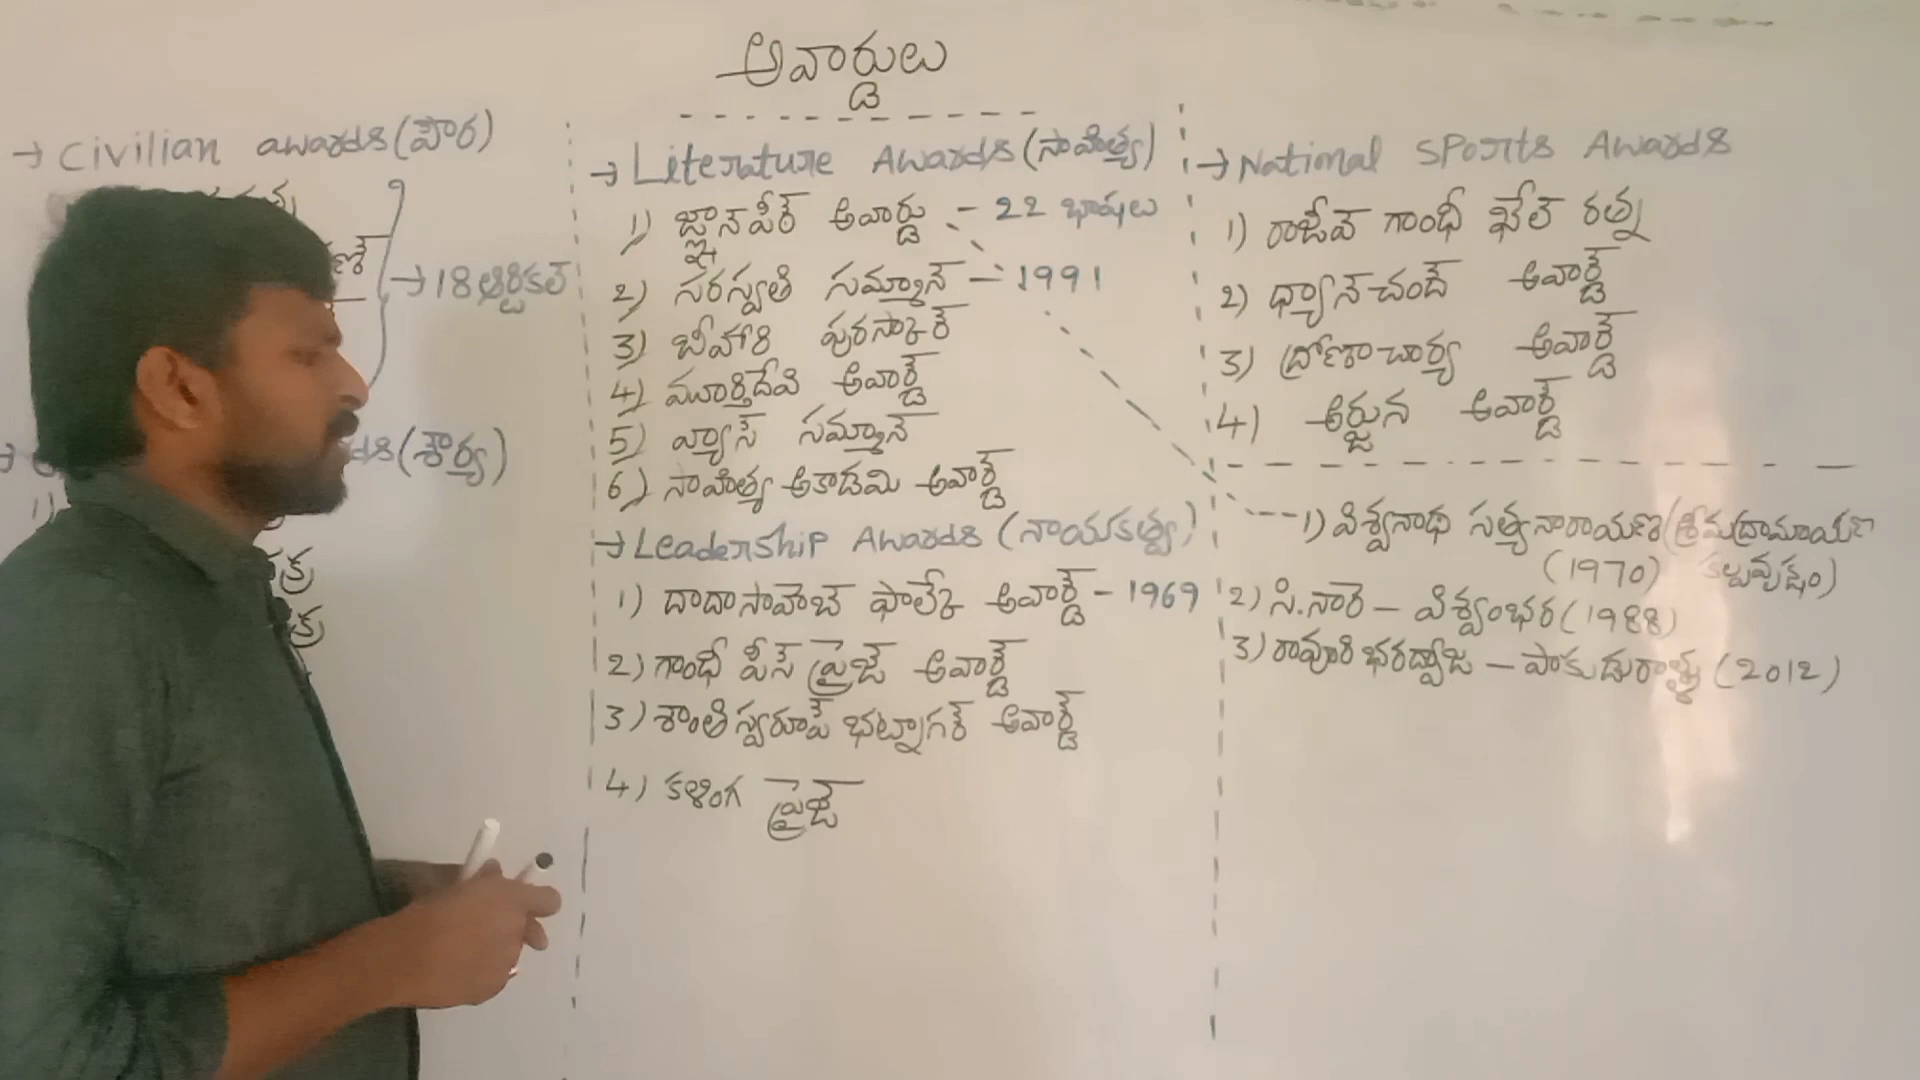 అవార్డులు
→ Civilian awards (పౌర)
→ 18 ఆర్టికల్
(శౌర్య)
1)
→ Literature Awards (సాహిత్య)
1) జ్ఞానపీఠ్ అవార్డు - 22 భాషలు
2) సరస్వతి సమ్మాన్ - 1991
3) బీహారి పురస్కార్
4) మూర్తిదేవి అవార్డ్
5) వ్యాస్ సమ్మాన్
6) సాహిత్య అకాడమి అవార్డ్
→ Leadership Awards (నాయకత్వ)
1) దాదాసాహెబ్ ఫాల్కే అవార్డ్ - 1969
2) గాంధీ పీస్ ప్రైజ్ అవార్డ్
3) శాంతి స్వరూప్ భట్నాగర్ అవార్డ్
4) కళింగ ప్రైజ్
→ National Sports Awards
1) రాజీవ్ గాంధీ ఖేల్ రత్న
2) ధ్యాన్చంద్ అవార్డ్
3) ద్రోణాచార్య అవార్డ్
4) అర్జున అవార్డ్
1) విశ్వనాథ సత్యనారాయణ (శ్రీమద్రామాయణ
(1970) కల్పవృక్షం)
2) సి.నారె - విశ్వంభర (1988)
3) రావూరి భరద్వాజ - పాకుడురాళ్ళు (2012)